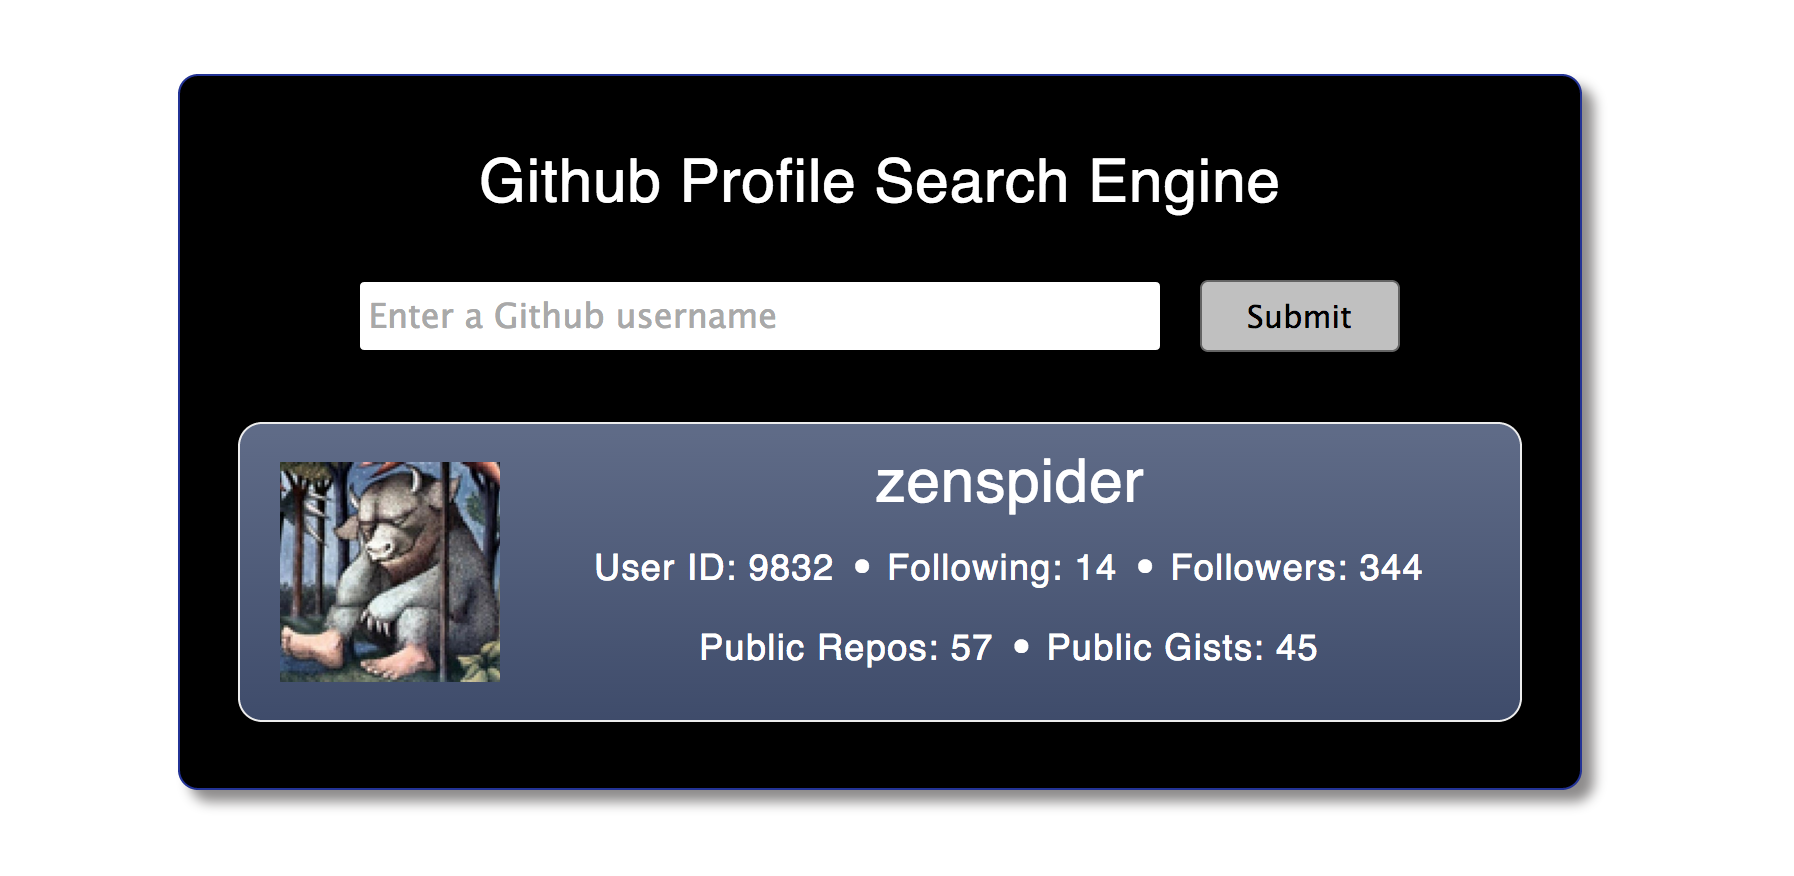 Github Profile Search Engine
Enter a Github username
Submit
zenspider
User ID: 9832 • Following: 14 • Followers: 344
Public Repos: 57 • Public Gists: 45